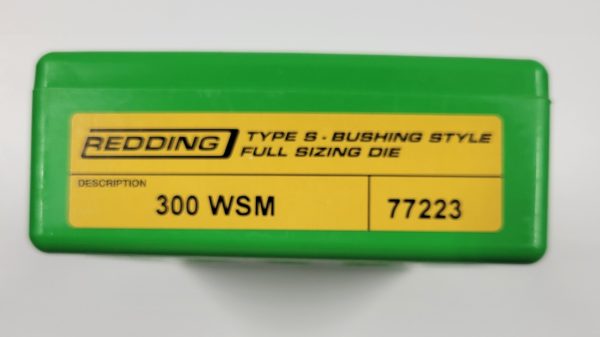 REDDING TYPE S - BUSHING STYLE
FULL SIZING DIE
DESCRIPTION
300 WSM 77223